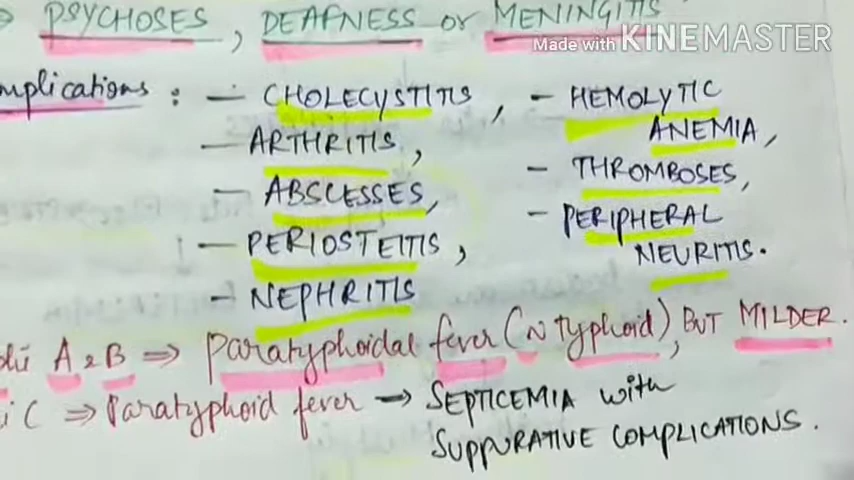 PSYCHOSES, DEAFNESS or MENINGITIS
Made with KINEMASTER
mplications : – CHOLECYSTITIS, – HEMOLYTIC
– ARTHRITIS, ANEMIA,
– ABSCESSES, – THROMBOSES,
– PERIOSTEITIS, – PERIPHERAL
– NEPHRITIS NEURITIS.
A & B ⇒ Paratyphoidal fever (~ typhoid), BUT MILDER.
i C ⇒ Paratyphoid fever → SEPTICEMIA with
SUPPURATIVE COMPLICATIONS.